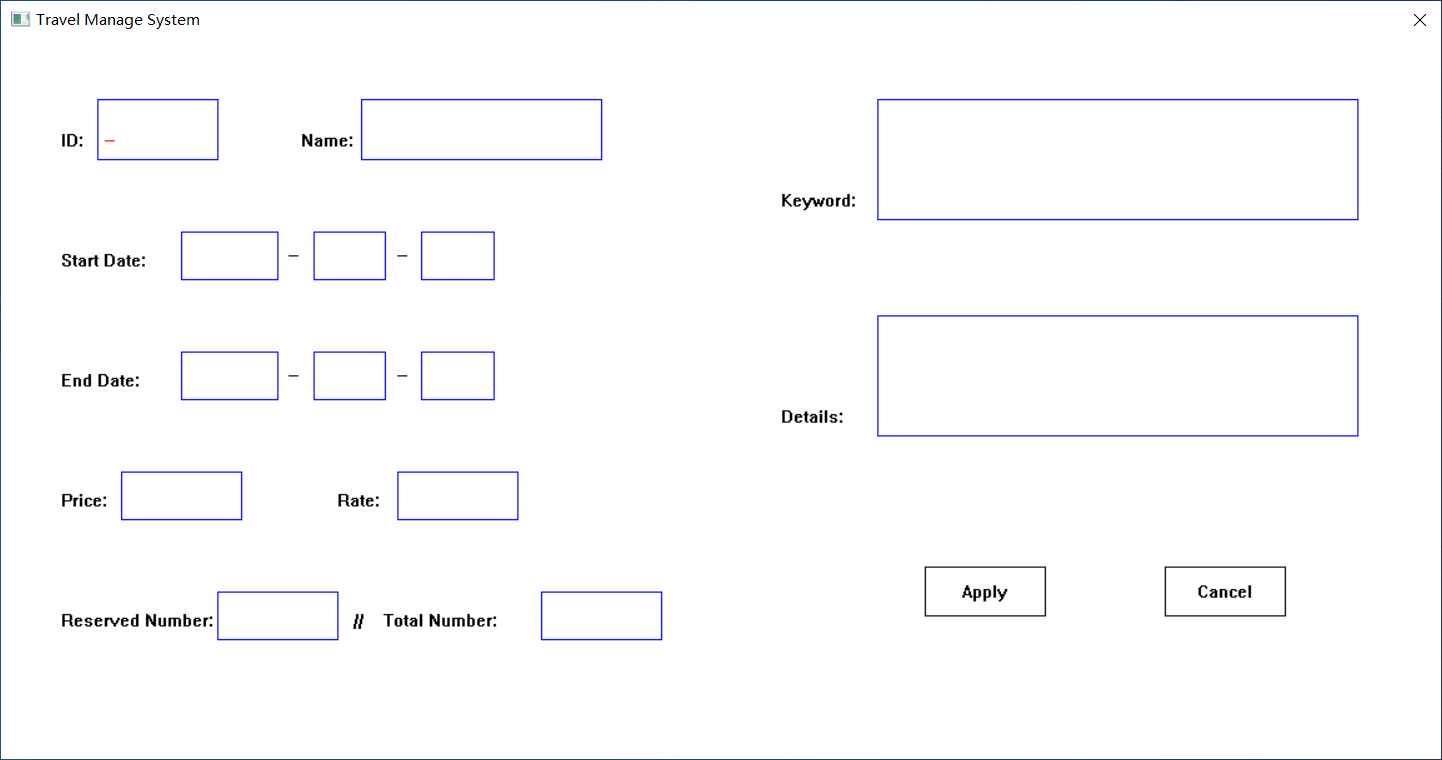 Travel Manage System
ID: _ Name:
Keyword:
Start Date: - -
End Date: - -
Details:
Price: Rate:
Apply Cancel
Reserved Number: // Total Number: